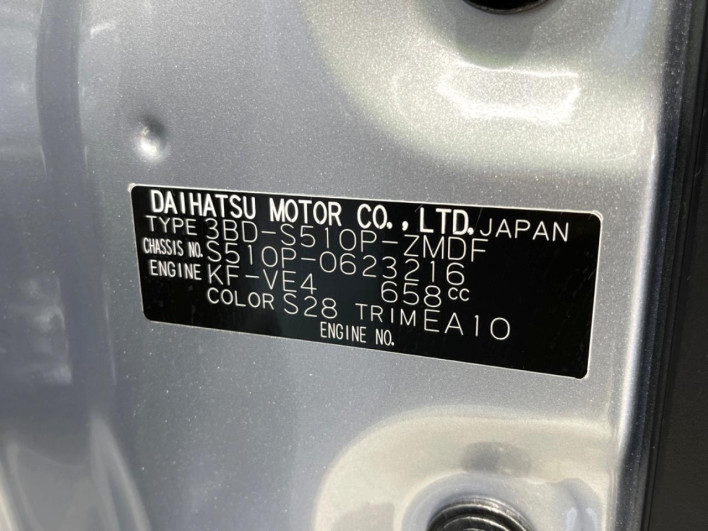 DAIHATSU MOTOR CO., LTD. JAPAN
TYPE 3BD-S510P-ZMDF
CHASSIS NO. S510P-0623216
ENGINE KF-VE4 658cc
COLOR S28 TRIM EA10
ENGINE NO.